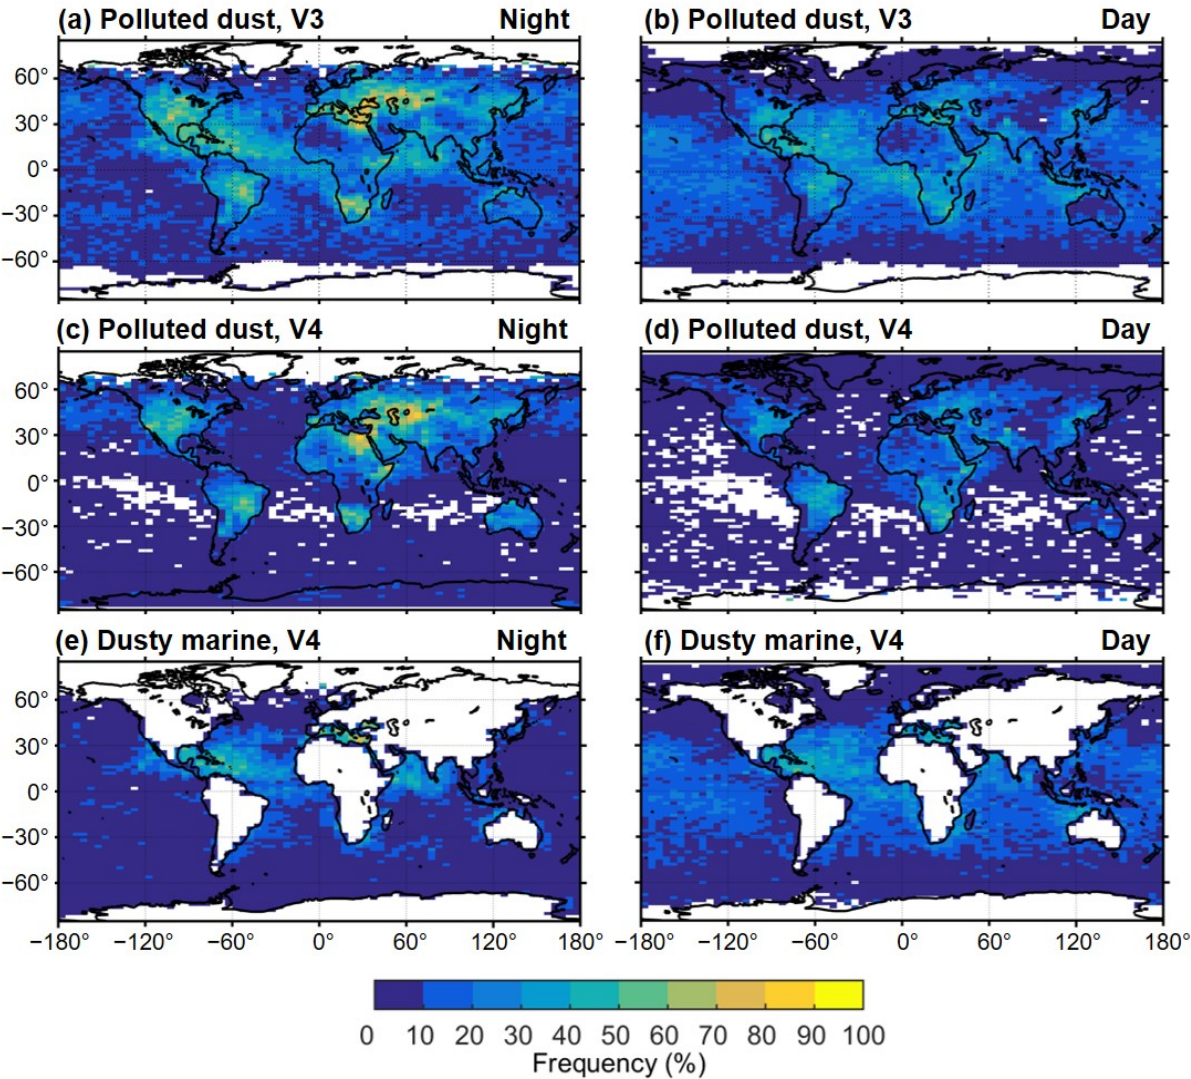 (a) Polluted dust, V3 Night
(b) Polluted dust, V3 Day
60°
30°
0°
−30°
−60°
(c) Polluted dust, V4 Night
(d) Polluted dust, V4 Day
60°
30°
0°
−30°
−60°
(e) Dusty marine, V4 Night
(f) Dusty marine, V4 Day
60°
30°
0°
−30°
−60°
−180° −120° −60° 0° 60° 120° 180°
−180° −120° −60° 0° 60° 120° 180°
0 10 20 30 40 50 60 70 80 90 100
Frequency (%)